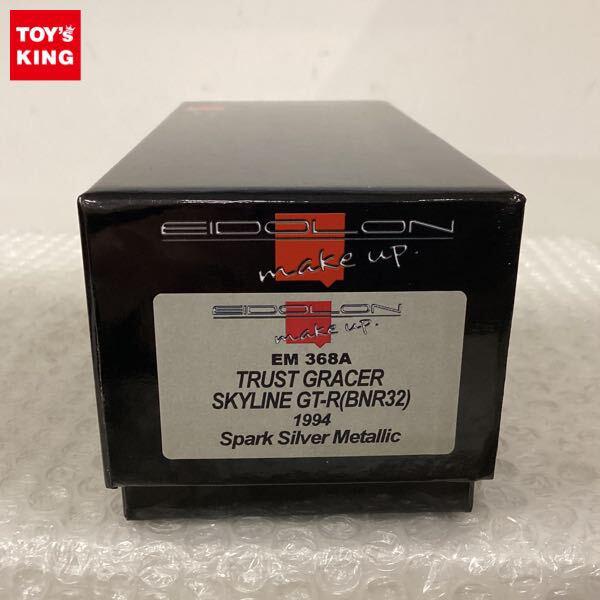 TOY's
KING
EIDOLON
make up.
EIDOLON
make up.
EM 368A
TRUST GRACER
SKYLINE GT-R(BNR32)
1994
Spark Silver Metallic